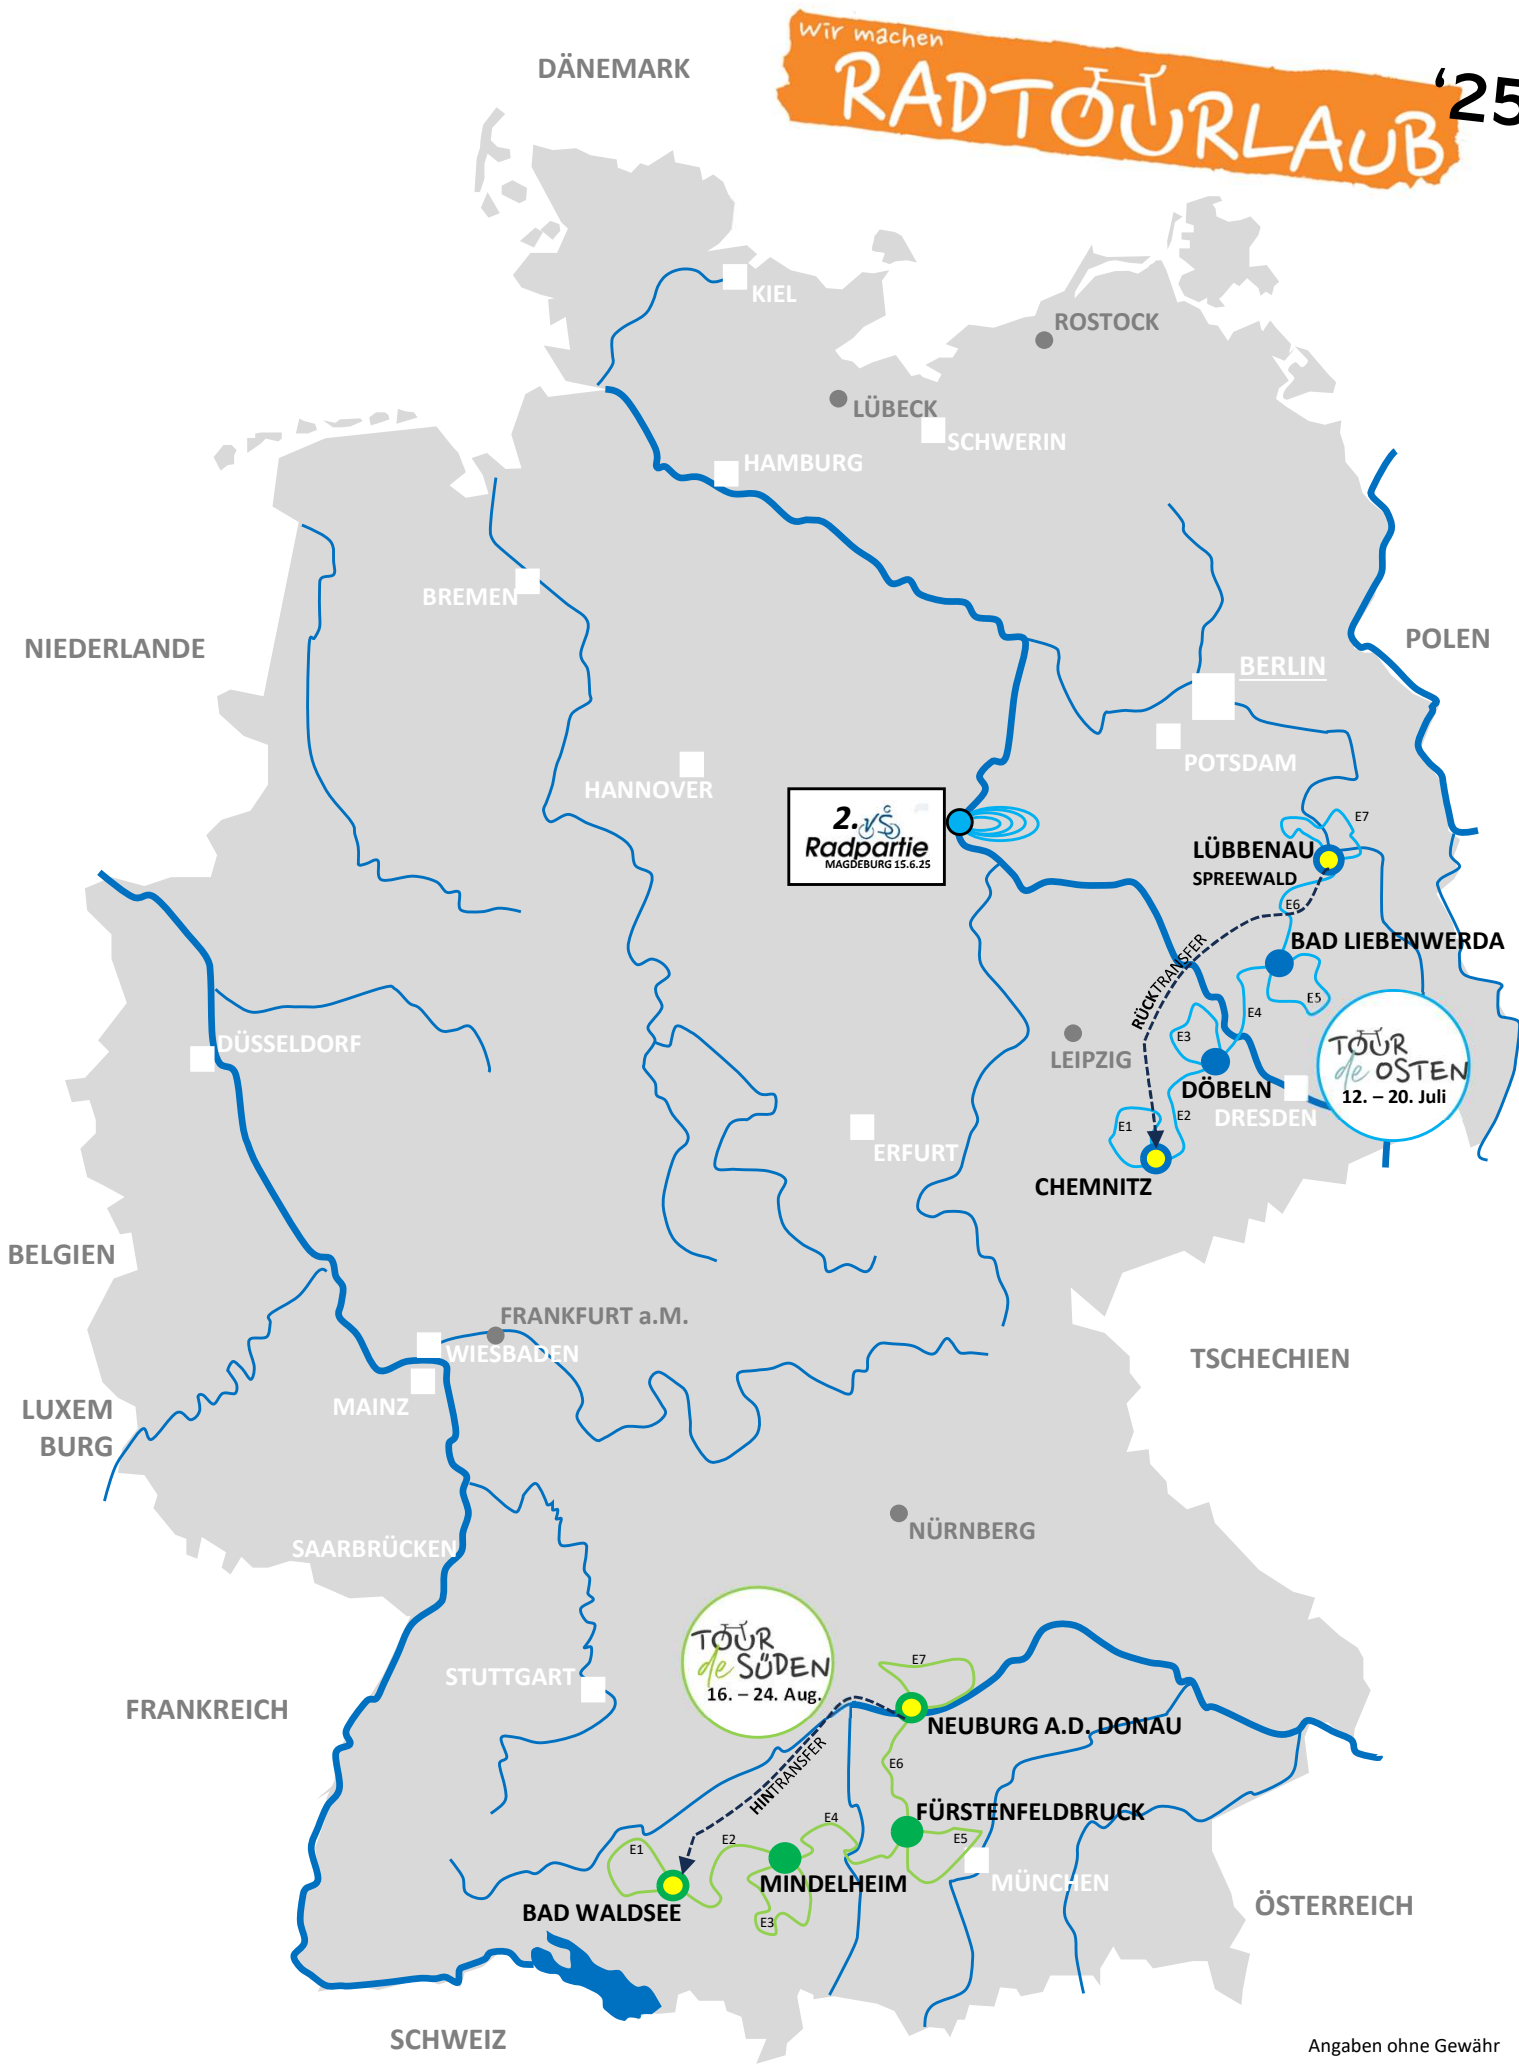 Wir machen
RADTOURLAUB
‘25
DÄNEMARK
KIEL
ROSTOCK
LÜBECK
SCHWERIN
HAMBURG
BREMEN
NIEDERLANDE
POLEN
BERLIN
POTSDAM
HANNOVER
2.
Radpartie
MAGDEBURG 15.6.25
E7
LÜBBENAU
SPREEWALD
E6
BAD LIEBENWERDA
RÜCKTRANSFER
E5
E4
E3
TOUR
de OSTEN
12. – 20. Juli
DÜSSELDORF
LEIPZIG
DÖBELN
DRESDEN
E2
E1
ERFURT
CHEMNITZ
BELGIEN
FRANKFURT a.M.
WIESBADEN
TSCHECHIEN
MAINZ
LUXEM
BURG
NÜRNBERG
SAARBRÜCKEN
TOUR
de SÜDEN
16. – 24. Aug.
E7
STUTTGART
FRANKREICH
NEUBURG A.D. DONAU
HINTRANSFER
E6
FÜRSTENFELDBRUCK
E4
E5
E2
E1
MINDELHEIM
MÜNCHEN
BAD WALDSEE
E3
ÖSTERREICH
SCHWEIZ
Angaben ohne Gewähr